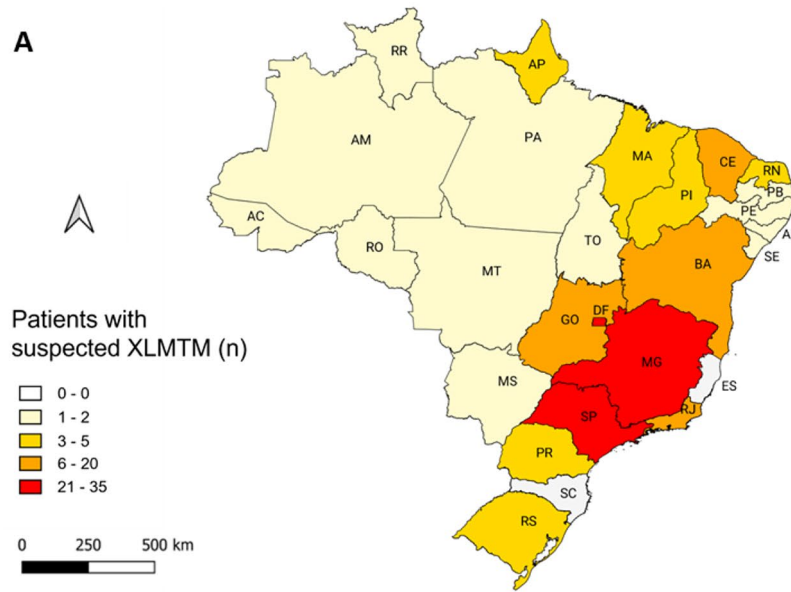 A
RR
AP
AM
PA
MA
CE
RN
PI
PB
PE
A
AC
RO
TO
SE
MT
BA
GO
DF
MG
MS
ES
SP
RJ
PR
SC
RS
Patients with
suspected XLMTM (n)
0 - 0
1 - 2
3 - 5
6 - 20
21 - 35
0 250 500 km